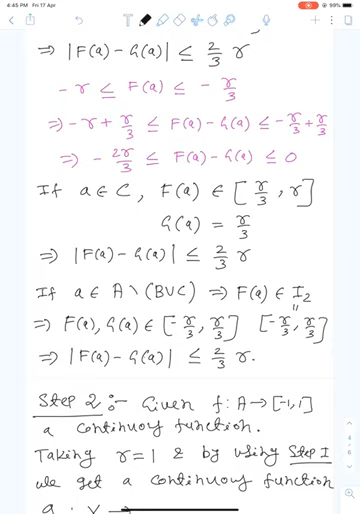 4:45 PM Fri 17 Apr
99%
⇒ |F(a) - G(a)| ≤ 2/3 r
- r ≤ F(a) ≤ - r/3
⇒ - r + r/3 ≤ F(a) - G(a) ≤ - r/3 + r/3
⇒ - 2r/3 ≤ F(a) - G(a) ≤ 0
If a ∈ C, F(a) ∈ [r/3, r]
G(a) = r/3
⇒ |F(a) - G(a)| ≤ 2/3 r
If a ∈ A \ (B∪C) ⇒ F(a) ∈ I₂
"
⇒ F(a), G(a) ∈ [-r/3, r/3] [-r/3, r/3]
⇒ |F(a) - G(a)| ≤ 2/3 r.
Step 2 :- Given f: A → [-1, 1]
a continuous function.
Taking r = 1 & by using Step I
we get a continuous function